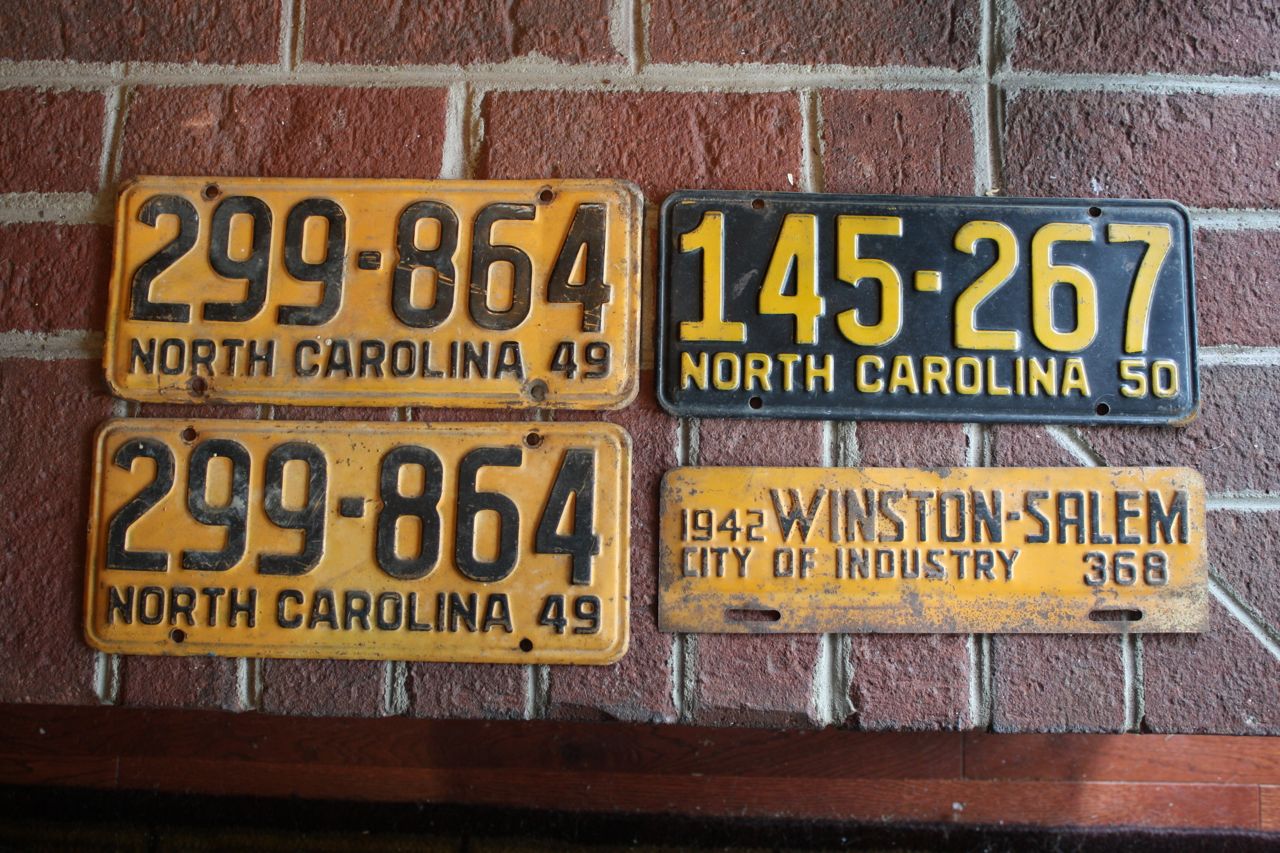 299-864
NORTH CAROLINA 49
145-267
NORTH CAROLINA 50
299-864
NORTH CAROLINA 49
1942 WINSTON-SALEM
CITY OF INDUSTRY 368